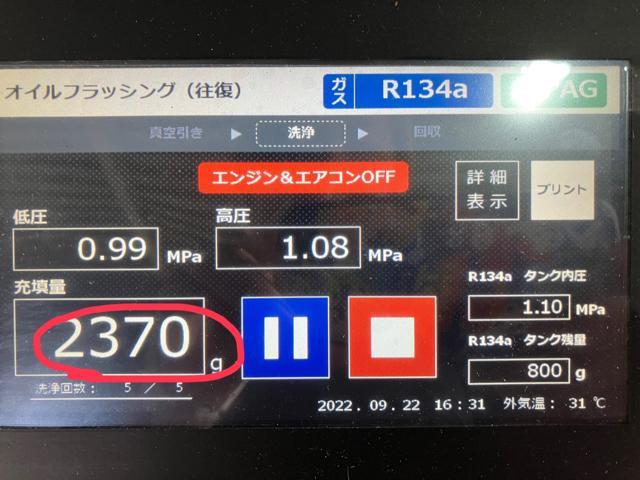 オイルフラッシング（往復）
ガス R134a AG
真空引き ▶ 洗浄 ▶ 回収
エンジン＆エアコンOFF
詳細表示
プリント
低圧
0.99 MPa
高圧
1.08 MPa
充填量
2370 g
洗浄回数： 5 ／ 5
R134a タンク内圧
1.10 MPa
R134a タンク残量
800 g
2022.09.22 16:31 外気温： 31 ℃